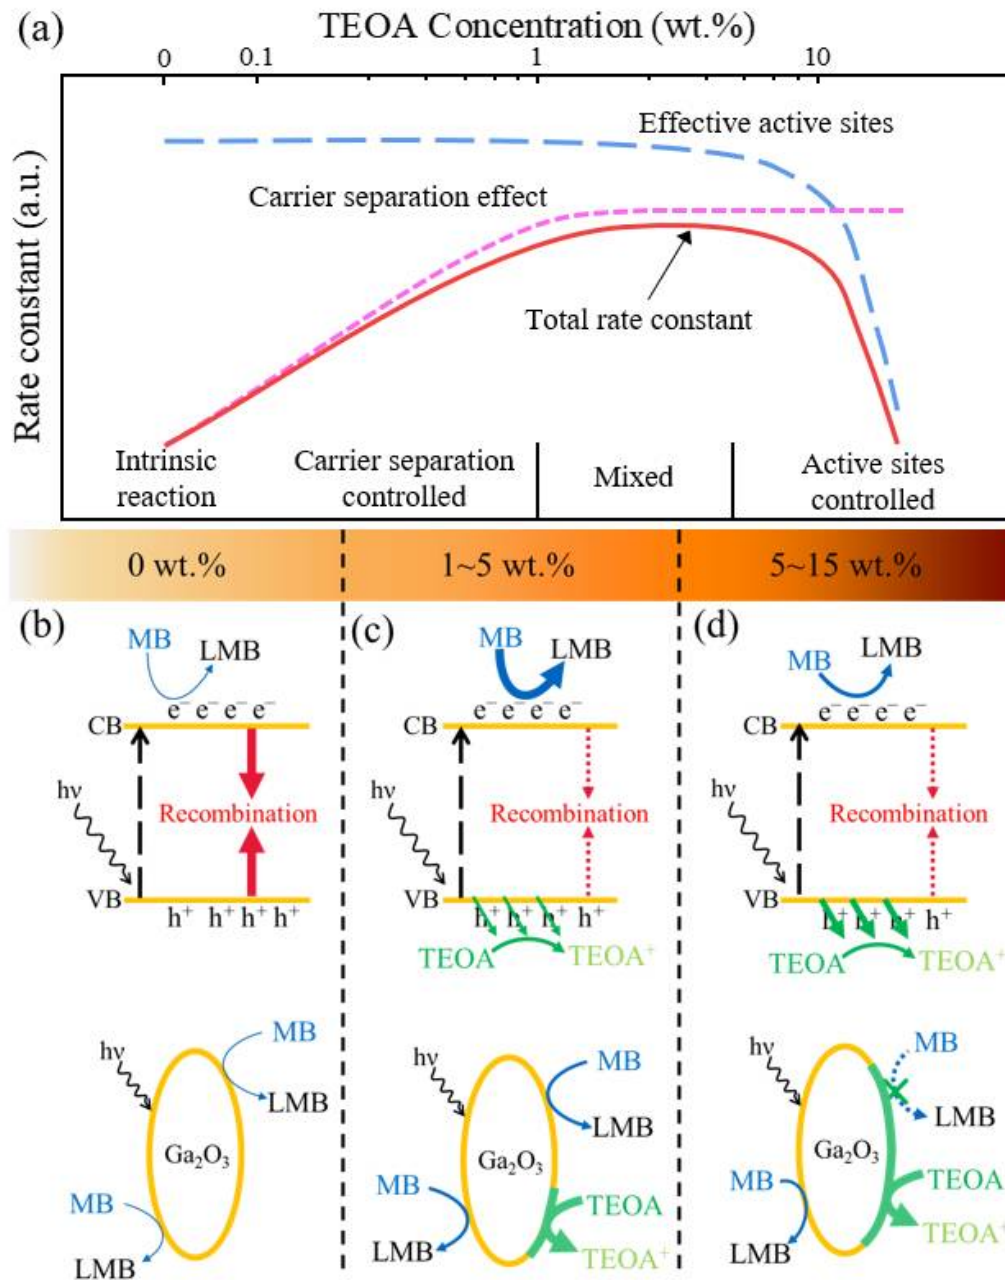 (a)
TEOA Concentration (wt.%)
0 0.1 1 10
Rate constant (a.u.)
Effective active sites
Carrier separation effect
Total rate constant
Intrinsic
reaction
Carrier separation
controlled
Mixed
Active sites
controlled
0 wt.%
1~5 wt.%
5~15 wt.%
(b)
MB
LMB
e⁻ e⁻ e⁻ e⁻
CB
hν
Recombination
VB
h⁺ h⁺ h⁺ h⁺
hν
MB
LMB
Ga₂O₃
MB
LMB
(c)
MB
LMB
e⁻ e⁻ e⁻ e⁻
CB
hν
Recombination
VB
h⁺ h⁺ h⁺ h⁺
TEOA
TEOA⁺
hν
MB
LMB
Ga₂O₃
MB
TEOA
LMB
TEOA⁺
(d)
MB
LMB
e⁻ e⁻ e⁻ e⁻
CB
hν
Recombination
VB
h⁺ h⁺ h⁺ h⁺
TEOA
TEOA⁺
hν
MB
LMB
Ga₂O₃
MB
TEOA
LMB
TEOA⁺